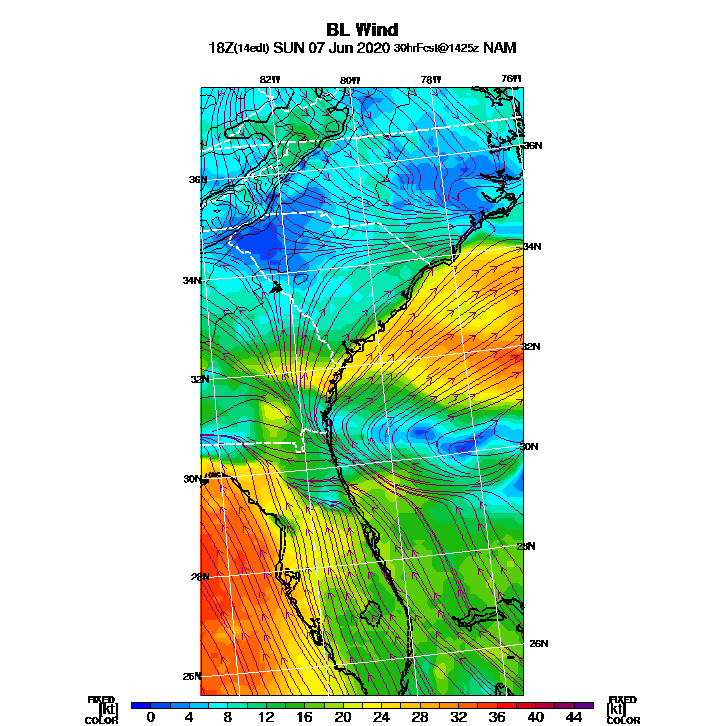 BL Wind
18Z(14edt) SUN 07 Jun 2020 30hrFcst@1425z NAM
82W 80W 78W 76W
36N
36N
34N
34N
32N
32N
30N
30N
28N
28N
26N
26N
FIXED [kt] COLOR
0 4 8 12 16 20 24 28 32 36 40 44
FIXED [kt] COLOR